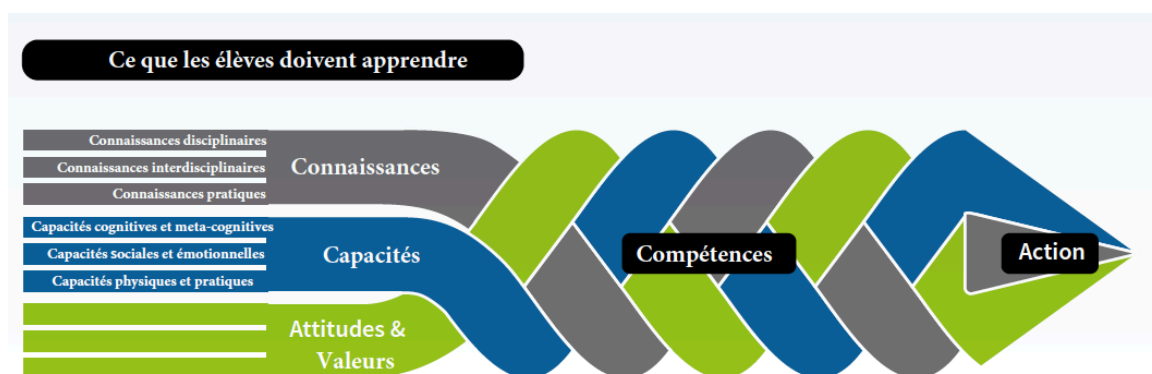 Ce que les élèves doivent apprendre
Connaissances disciplinaires
Connaissances interdisciplinaires
Connaissances pratiques
Connaissances
Capacités cognitives et meta-cognitives
Capacités sociales et émotionnelles
Capacités physiques et pratiques
Capacités
Attitudes &
Valeurs
Compétences
Action